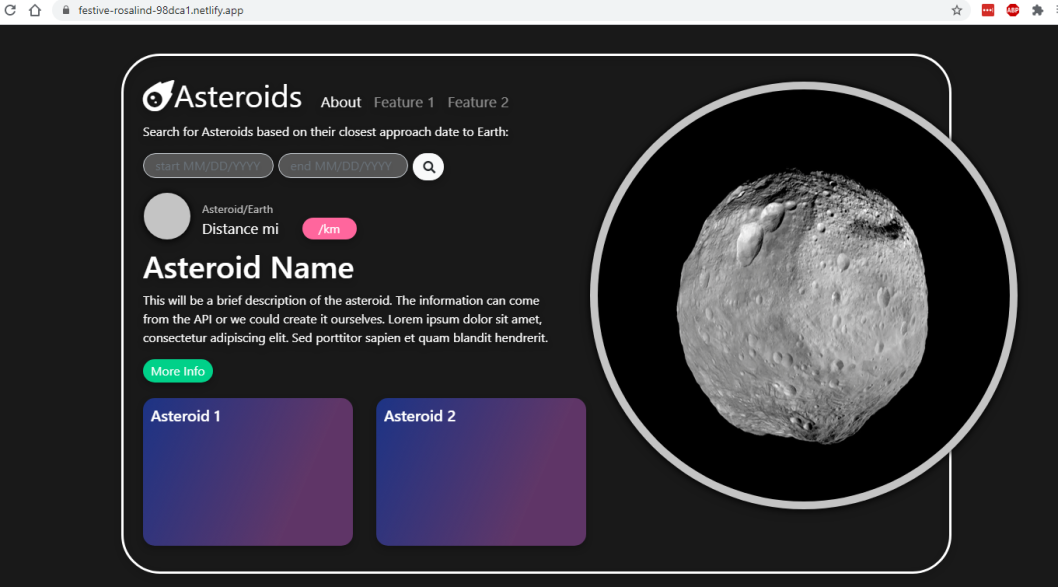 festive-rosalind-98dca1.netlify.app
ABP
Asteroids About Feature 1 Feature 2
Search for Asteroids based on their closest approach date to Earth:
start MM/DD/YYYY end MM/DD/YYYY
Asteroid/Earth
Distance mi /km
Asteroid Name
This will be a brief description of the asteroid. The information can come
from the API or we could create it ourselves. Lorem ipsum dolor sit amet,
consectetur adipiscing elit. Sed porttitor sapien et quam blandit hendrerit.
More Info
Asteroid 1 Asteroid 2